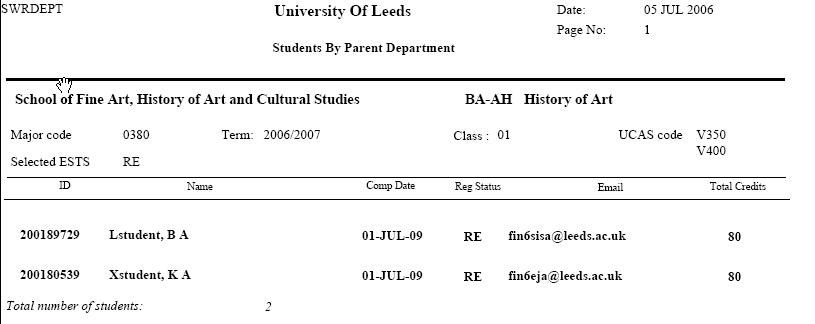 SWRDEPT University Of Leeds Date: 05 JUL 2006
Page No: 1
Students By Parent Department
School of Fine Art, History of Art and Cultural Studies BA-AH History of Art
Major code 0380 Term: 2006/2007 Class : 01 UCAS code V350
V400
Selected ESTS RE
ID Name Comp Date Reg Status Email Total Credits
200189729 Lstudent, B A 01-JUL-09 RE fin6sisa@leeds.ac.uk 80
200180539 Xstudent, K A 01-JUL-09 RE fin6eja@leeds.ac.uk 80
Total number of students: 2